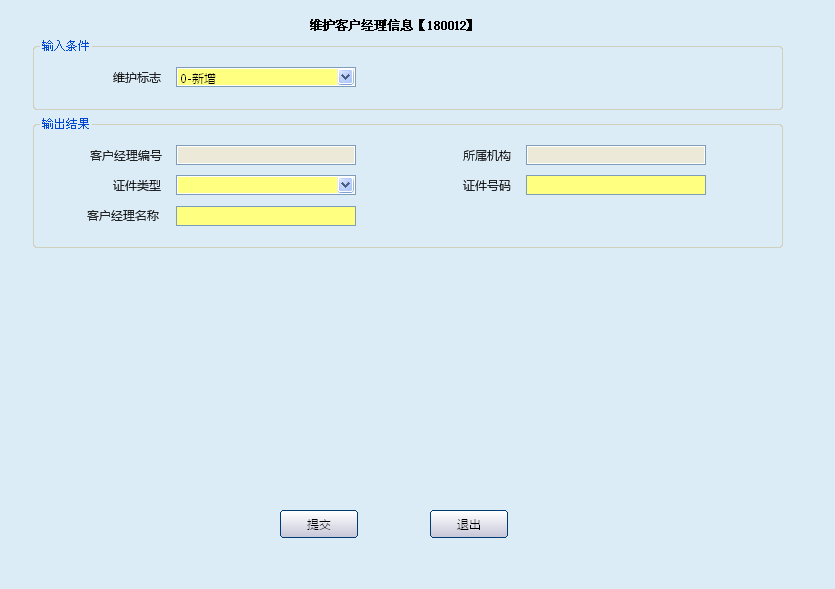 维护客户经理信息【180012】
输入条件
维护标志 0-新增
输出结果
客户经理编号 所属机构
证件类型 证件号码
客户经理名称
提交 退出